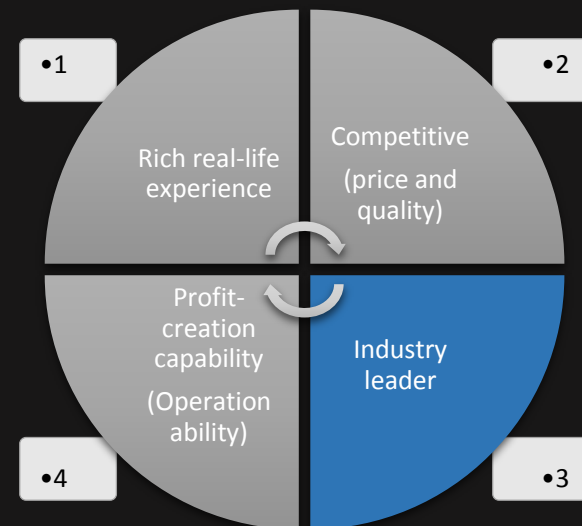 •1
Rich real-life
experience
•2
Competitive
(price and
quality)
•3
Industry
leader
•4
Profit-
creation
capability
(Operation
ability)